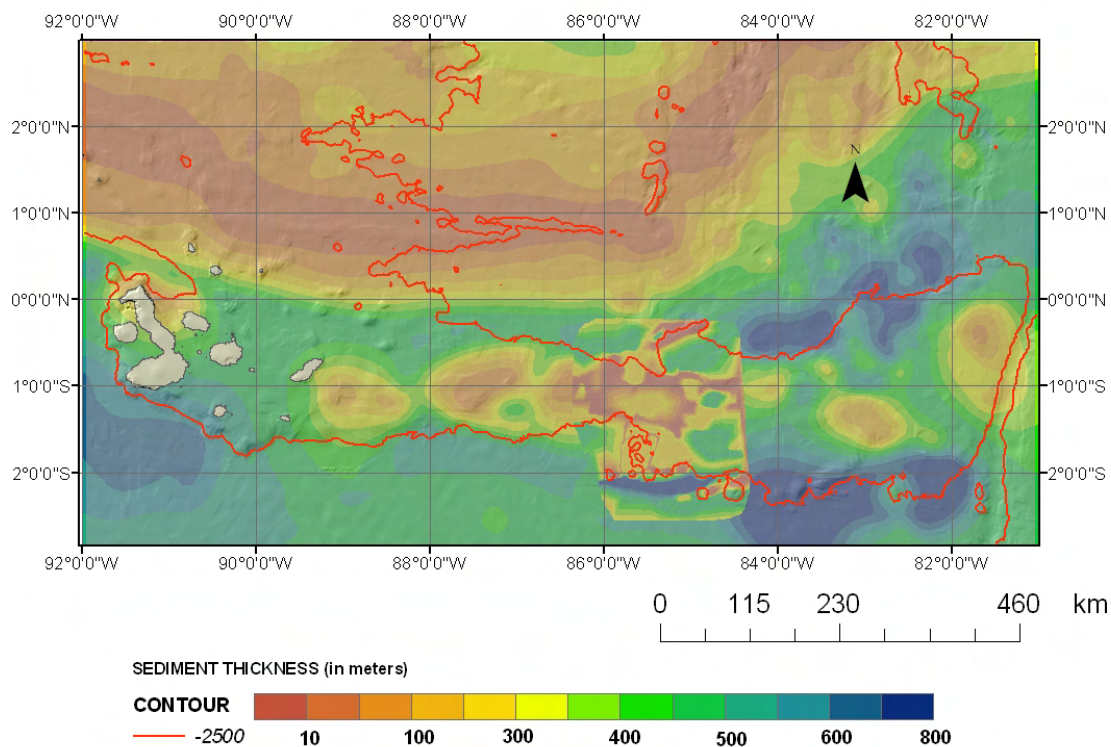 92°0'0"W 90°0'0"W 88°0'0"W 86°0'0"W 84°0'0"W 82°0'0"W
2°0'0"N 2°0'0"N
N
1°0'0"N 1°0'0"N
0°0'0"N 0°0'0"N
1°0'0"S 1°0'0"S
2°0'0"S 2°0'0"S
92°0'0"W 90°0'0"W 88°0'0"W 86°0'0"W 84°0'0"W 82°0'0"W
0 115 230 460 km
SEDIMENT THICKNESS (in meters)
CONTOUR
-2500 10 100 300 400 500 600 800